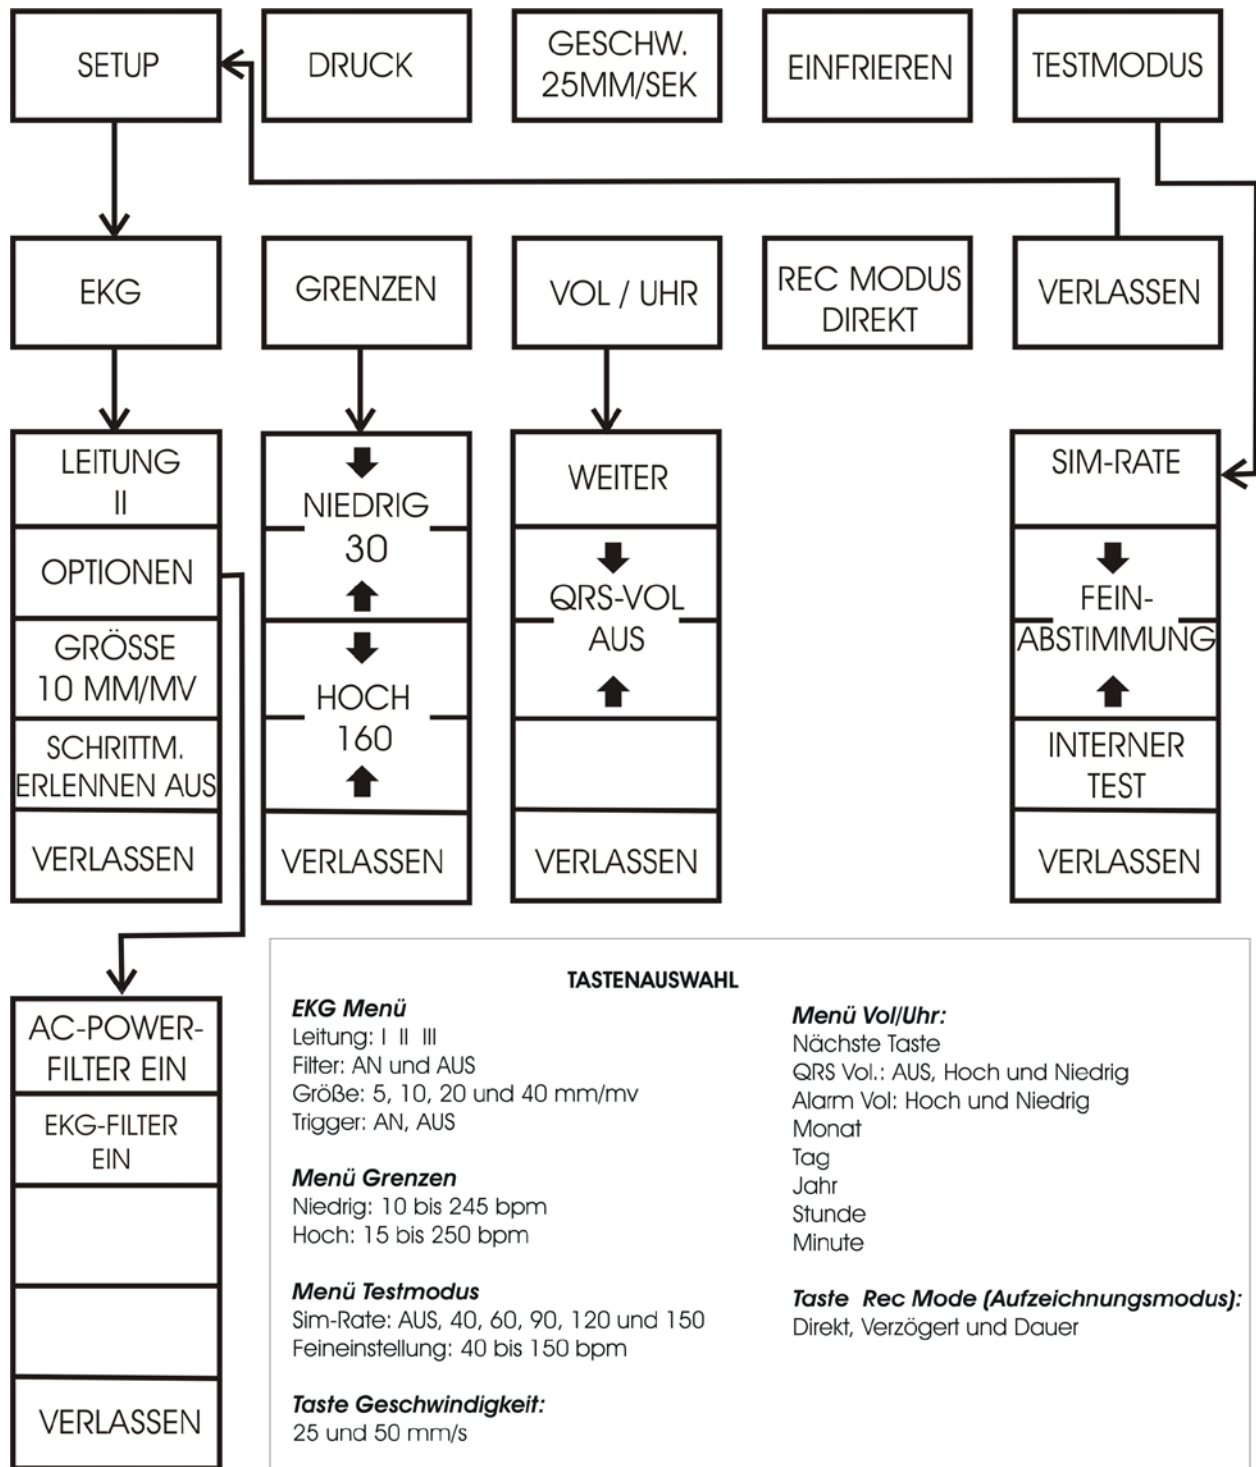 SETUP
DRUCK
GESCHW.
25MM/SEK
EINFRIEREN
TESTMODUS
EKG
GRENZEN
VOL / UHR
REC MODUS
DIREKT
VERLASSEN
LEITUNG
II
OPTIONEN
GRÖSSE
10 MM/MV
SCHRITTM.
ERLENNEN AUS
VERLASSEN
NIEDRIG
30
HOCH
160
VERLASSEN
WEITER
QRS-VOL
AUS
VERLASSEN
SIM-RATE
FEIN-
ABSTIMMUNG
INTERNER
TEST
VERLASSEN
AC-POWER-
FILTER EIN
EKG-FILTER
EIN
VERLASSEN
TASTENAUSWAHL
EKG Menü
Leitung: I II III
Filter: AN und AUS
Größe: 5, 10, 20 und 40 mm/mv
Trigger: AN, AUS
Menü Grenzen
Niedrig: 10 bis 245 bpm
Hoch: 15 bis 250 bpm
Menü Testmodus
Sim-Rate: AUS, 40, 60, 90, 120 und 150
Feineinstellung: 40 bis 150 bpm
Taste Geschwindigkeit:
25 und 50 mm/s
Menü Vol/Uhr:
Nächste Taste
QRS Vol.: AUS, Hoch und Niedrig
Alarm Vol: Hoch und Niedrig
Monat
Tag
Jahr
Stunde
Minute
Taste Rec Mode (Aufzeichnungsmodus):
Direkt, Verzögert und Dauer